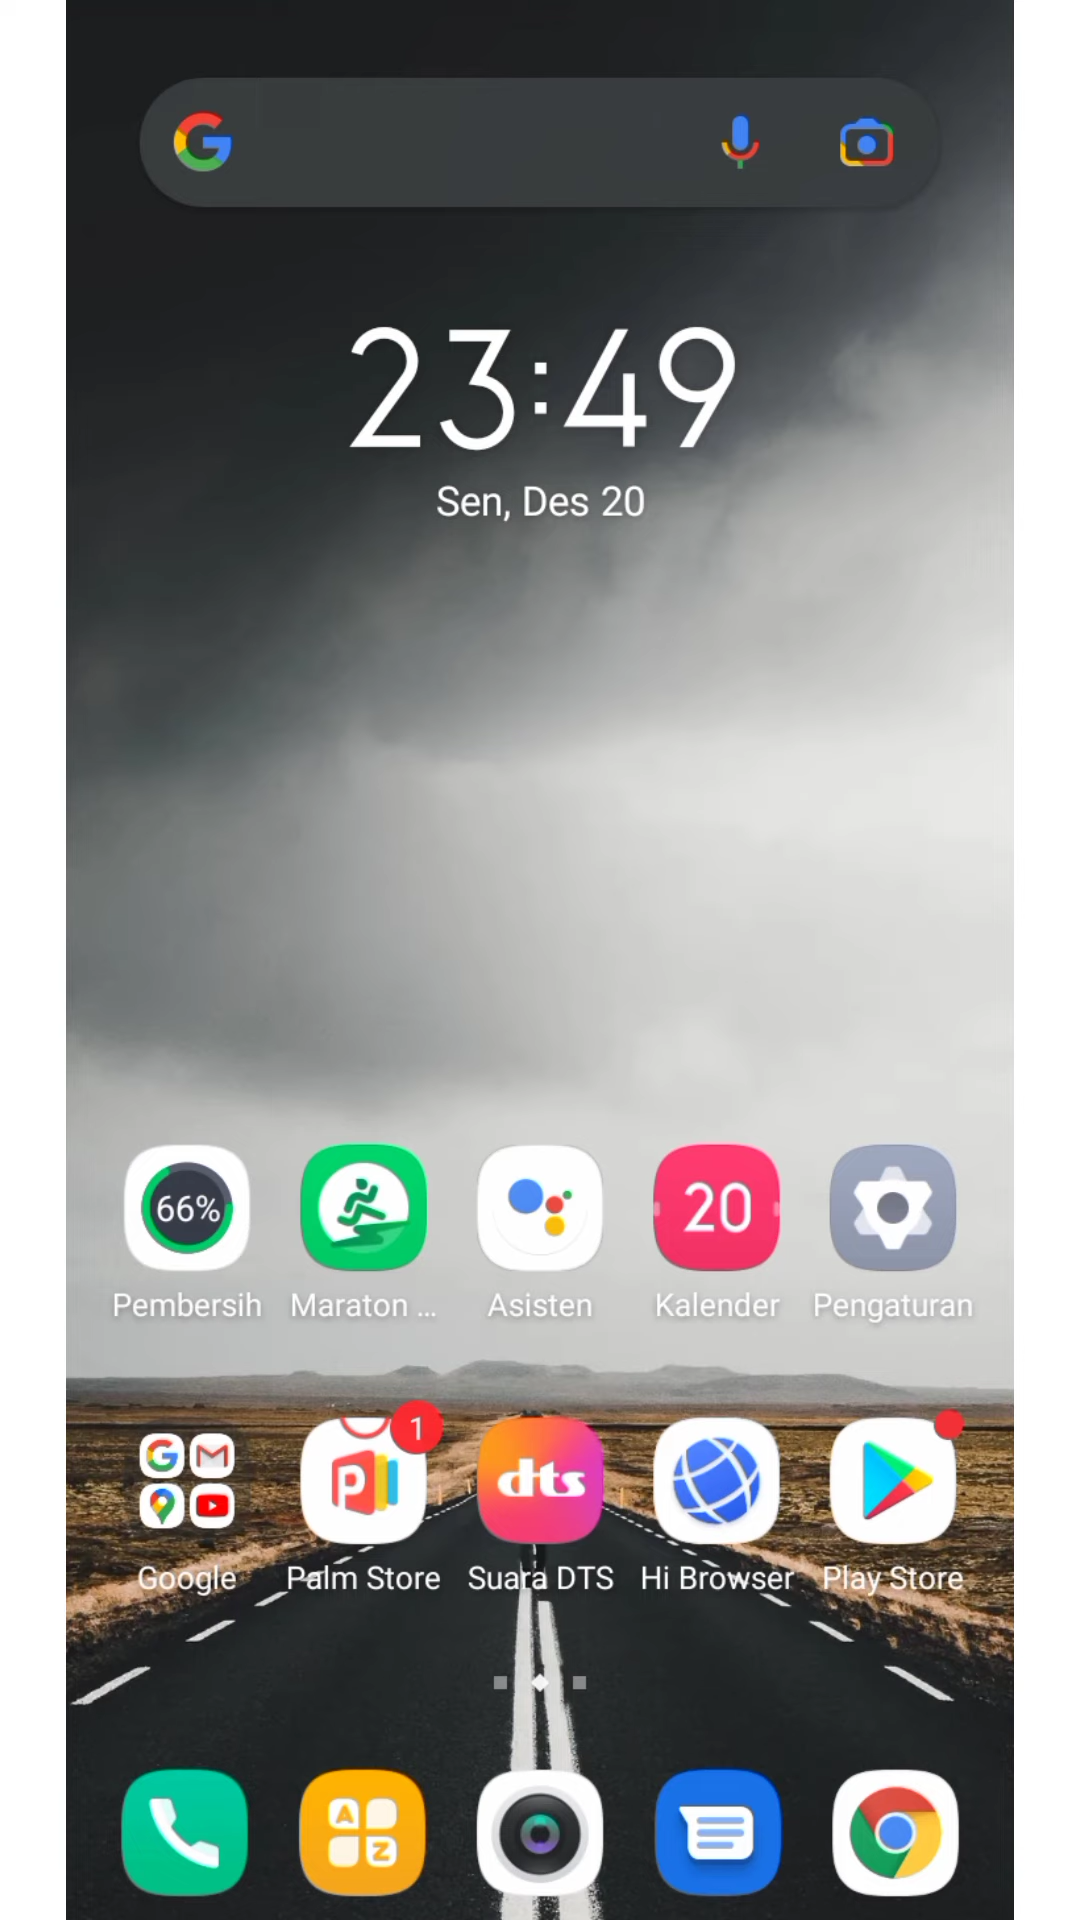 23:49
Sen, Des 20
66%
20
Pembersih
Maraton ...
Asisten
Kalender
Pengaturan
1
dts
Google
Palm Store
Suara DTS
Hi Browser
Play Store
A
Z